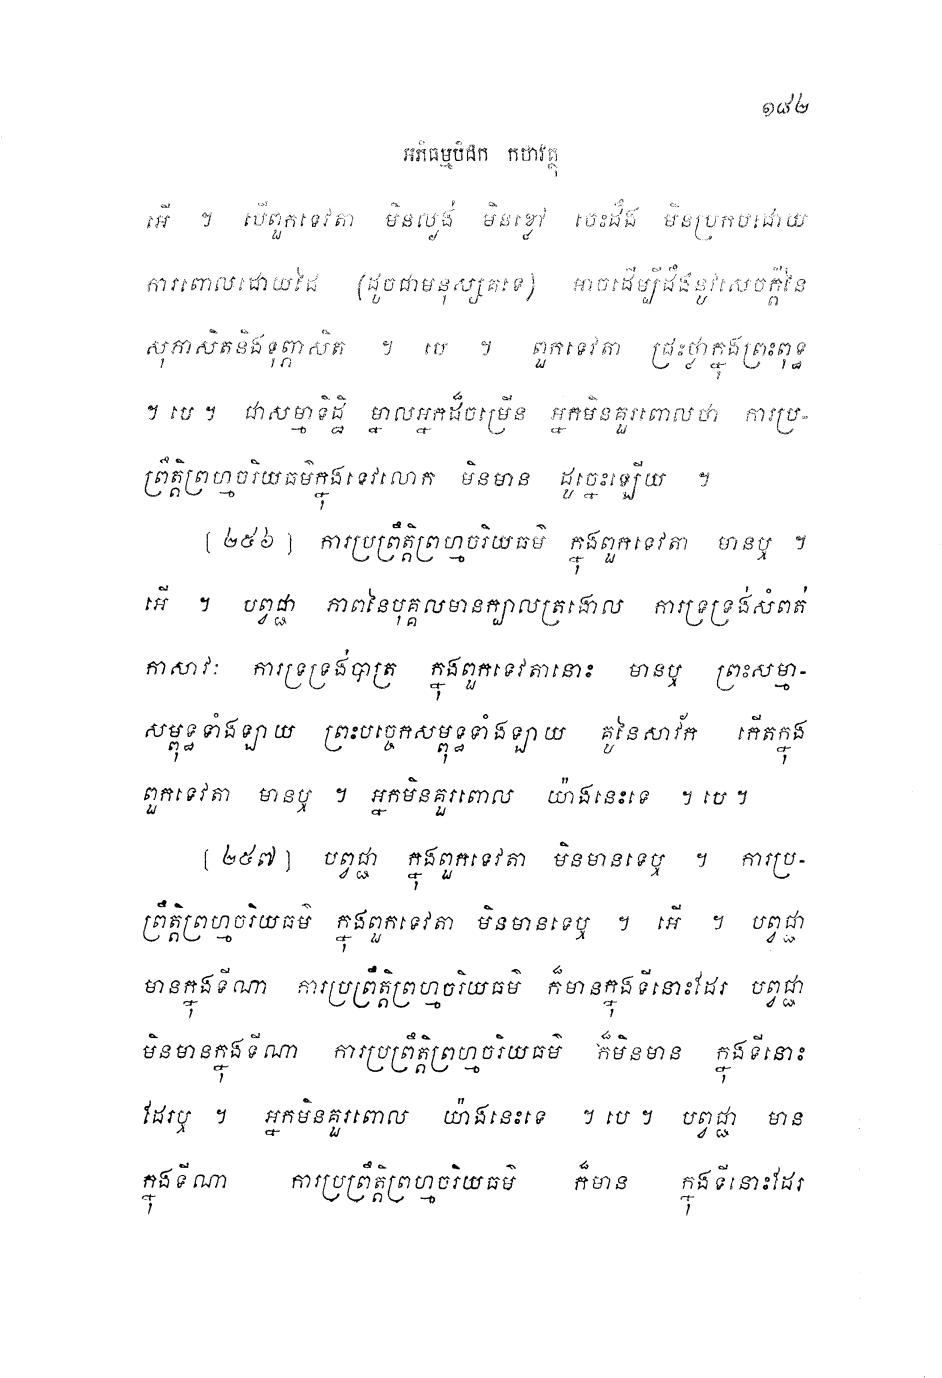 ១៨២
អភិធម្មបិដក កថាវត្ថុ
អើ ។ បើពួកទេវតា មិនល្ងង់ មិនខ្វៅ ចេះដឹង មិនប្រកបដោយ
ការពោលដោយដៃ (ដូចជាមនុស្សគទេ) អាចដើម្បីដឹងនូវសេចក្តីនៃ
សុភាសិតនិងទុព្ភាសិត ។ បេ ។ ពួកទេវតា ជ្រះថ្លាក្នុងព្រះពុទ្ធ
។ បេ ។ ជាសម្មាទិដ្ឋិ ម្នាលអ្នកដ៏ចម្រើន អ្នកមិនគួរពោលថា ការប្រ-
ព្រឹត្តិព្រហ្មចរិយធម៌ក្នុងទេវលោក មិនមាន ដូច្នេះឡើយ ។
[ ២៥៦ ] ការប្រព្រឹត្តិព្រហ្មចរិយធម៌ ក្នុងពួកទេវតា មានឬ ។
អើ ។ បព្វជ្ជា ភាពនៃបុគ្គលមានក្បាលត្រងោល ការទ្រទ្រង់សំពត់
កាសាវៈ ការទ្រទ្រង់បាត្រ ក្នុងពួកទេវតានោះ មានឬ ព្រះសម្មា-
សម្ពុទ្ធទាំងឡាយ ព្រះបច្ចេកសម្ពុទ្ធទាំងឡាយ គូនៃសាវ័ក កើតក្នុង
ពួកទេវតា មានឬ ។ អ្នកមិនគួរពោល យ៉ាងនេះទេ ។ បេ ។
[ ២៥៧ ] បព្វជ្ជា ក្នុងពួកទេវតា មិនមានទេឬ ។ ការប្រ-
ព្រឹត្តិព្រហ្មចរិយធម៌ ក្នុងពួកទេវតា មិនមានទេឬ ។ អើ ។ បព្វជ្ជា
មានក្នុងទីណា ការប្រព្រឹត្តិព្រហ្មចរិយធម៌ ក៏មានក្នុងទីនោះដែរ បព្វជ្ជា
មិនមានក្នុងទីណា ការប្រព្រឹត្តិព្រហ្មចរិយធម៌ ក៏មិនមាន ក្នុងទីនោះ
ដែរឬ ។ អ្នកមិនគួរពោល យ៉ាងនេះទេ ។ បេ ។ បព្វជ្ជា មាន
ក្នុងទីណា ការប្រព្រឹត្តិព្រហ្មចរិយធម៌ ក៏មាន ក្នុងទីនោះដែរ